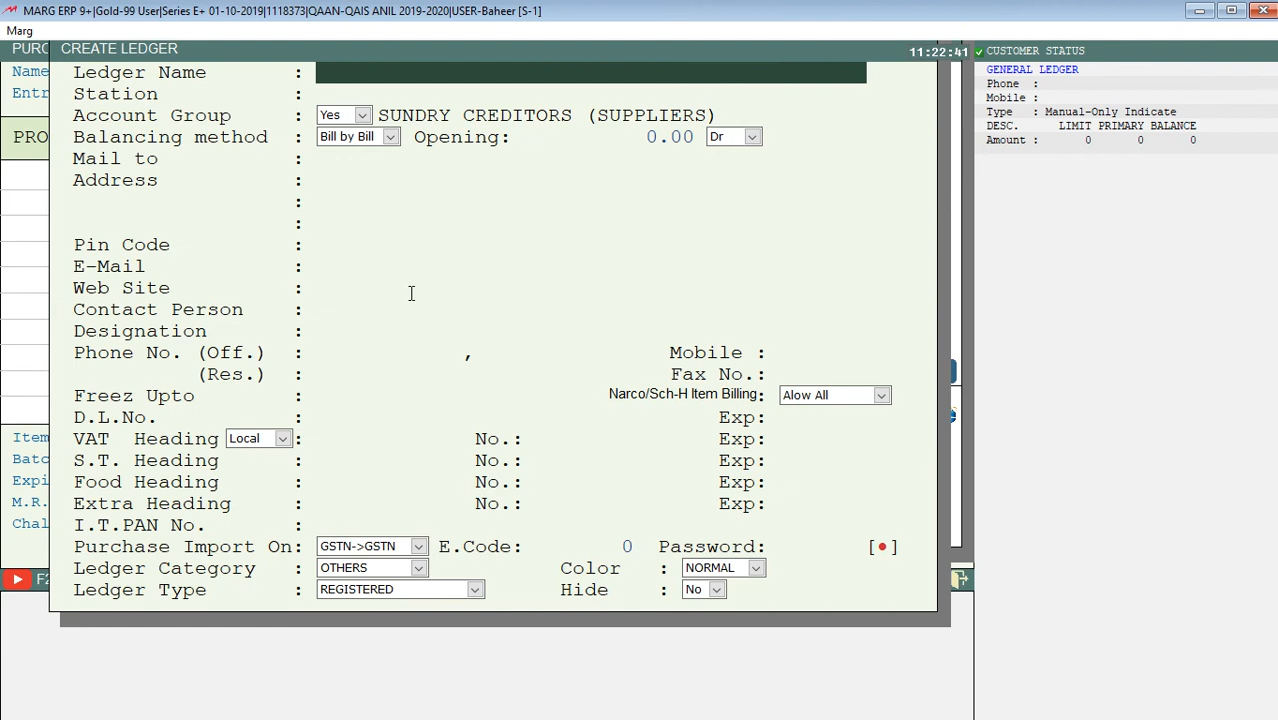 MARG ERP 9+|Gold-99 User|Series E+ 01-10-2019|1118373|QAAN-QAIS ANIL 2019-2020|USER-Baheer [S-1]
Marg
PURC
CREATE LEDGER
11:22:41
CUSTOMER STATUS
Name
Entr
PRO
Item
Batc
Expi
M.R.
Chal
F2
Ledger Name :
Station :
Account Group : Yes SUNDRY CREDITORS (SUPPLIERS)
Balancing method : Bill by Bill Opening: 0.00 Dr
Mail to :
Address :
:
:
Pin Code :
E-Mail :
Web Site :
Contact Person :
Designation :
Phone No. (Off.) : , Mobile :
(Res.) : Fax No.:
Freez Upto : Narco/Sch-H Item Billing: Alow All
D.L.No. : Exp:
VAT Heading Local : No.: Exp:
S.T. Heading : No.: Exp:
Food Heading : No.: Exp:
Extra Heading : No.: Exp:
I.T.PAN No. :
Purchase Import On: GSTN->GSTN E.Code: 0 Password: [•]
Ledger Category : OTHERS Color : NORMAL
Ledger Type : REGISTERED Hide : No
GENERAL LEDGER
Phone :
Mobile :
Type : Manual-Only Indicate
DESC. LIMIT PRIMARY BALANCE
Amount : 0 0 0